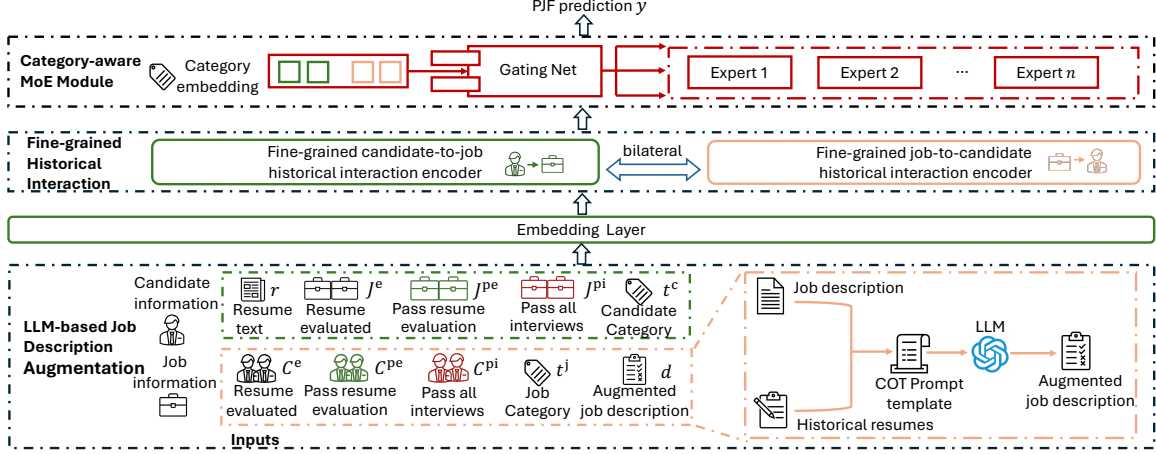 PJF prediction y
Category-aware
MoE Module
Category
embedding
Gating Net
Expert 1
Expert 2
...
Expert n
Fine-grained
Historical
Interaction
Fine-grained candidate-to-job
historical interaction encoder
bilateral
Fine-grained job-to-candidate
historical interaction encoder
Embedding Layer
LLM-based Job
Description
Augmentation
Candidate
information
Job
information
r
Resume
text
J^e
Resume
evaluated
J^pe
Pass resume
evaluation
J^pi
Pass all
interviews
t^c
Candidate
Category
C^e
Resume
evaluated
C^pe
Pass resume
evaluation
C^pi
Pass all
interviews
t^j
Job
Category
d
Augmented
job description
Inputs
Job description
Historical resumes
COT Prompt
template
LLM
Augmented
job description